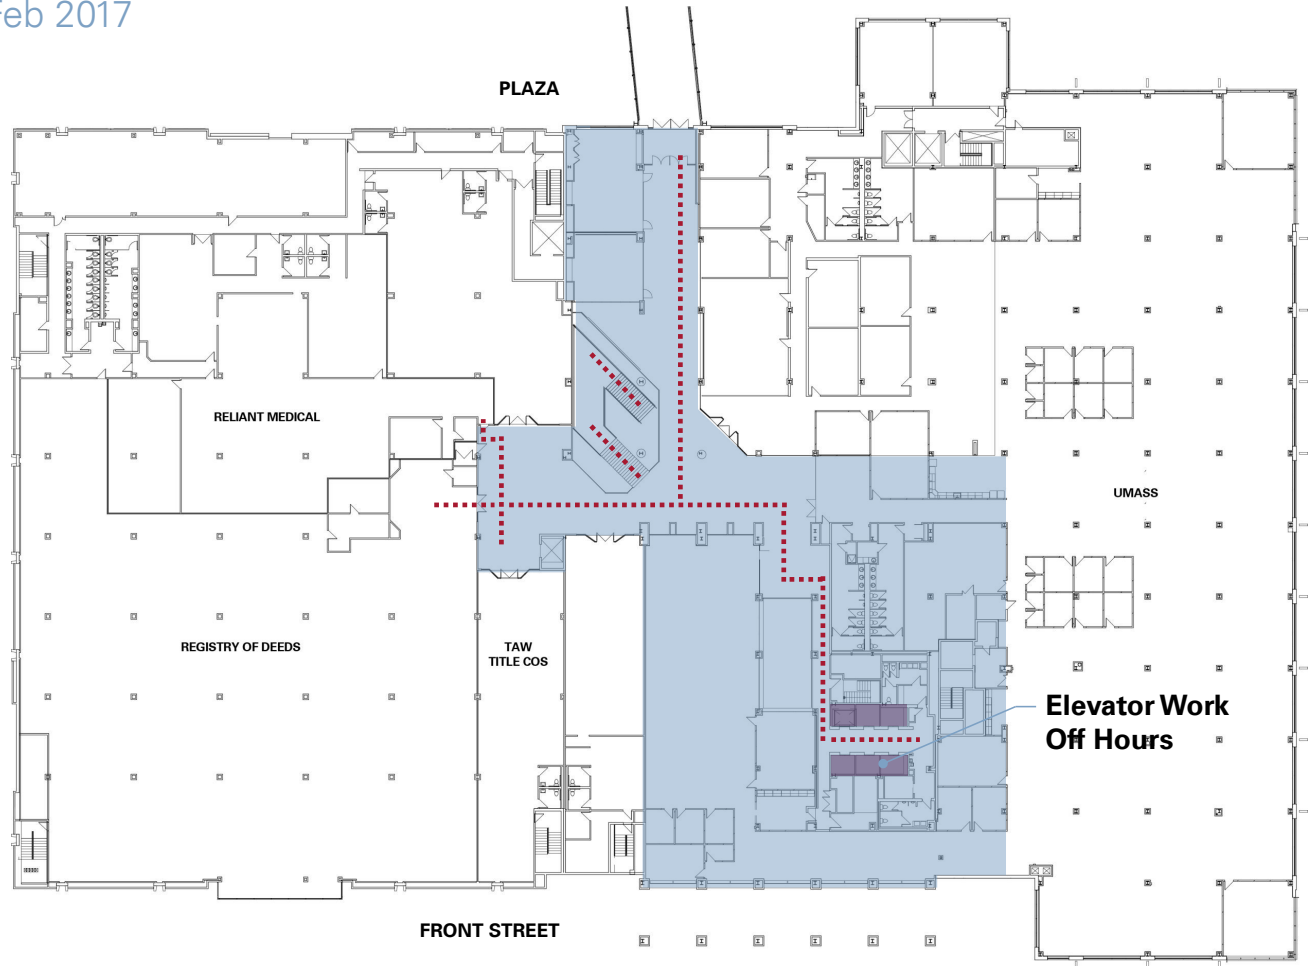 Feb 2017
PLAZA
RELIANT MEDICAL
UMASS
REGISTRY OF DEEDS
TAW
TITLE COS
Elevator Work
Off Hours
FRONT STREET